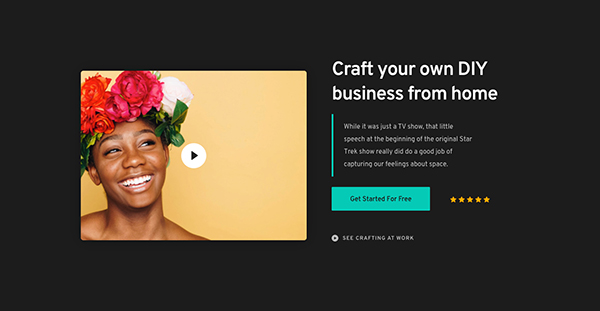 Craft your own DIY
business from home
While it was just a TV show, that little
speech at the beginning of the original Star
Trek show really did do a good job of
capturing our feelings about space.
Get Started For Free
SEE CRAFTING AT WORK